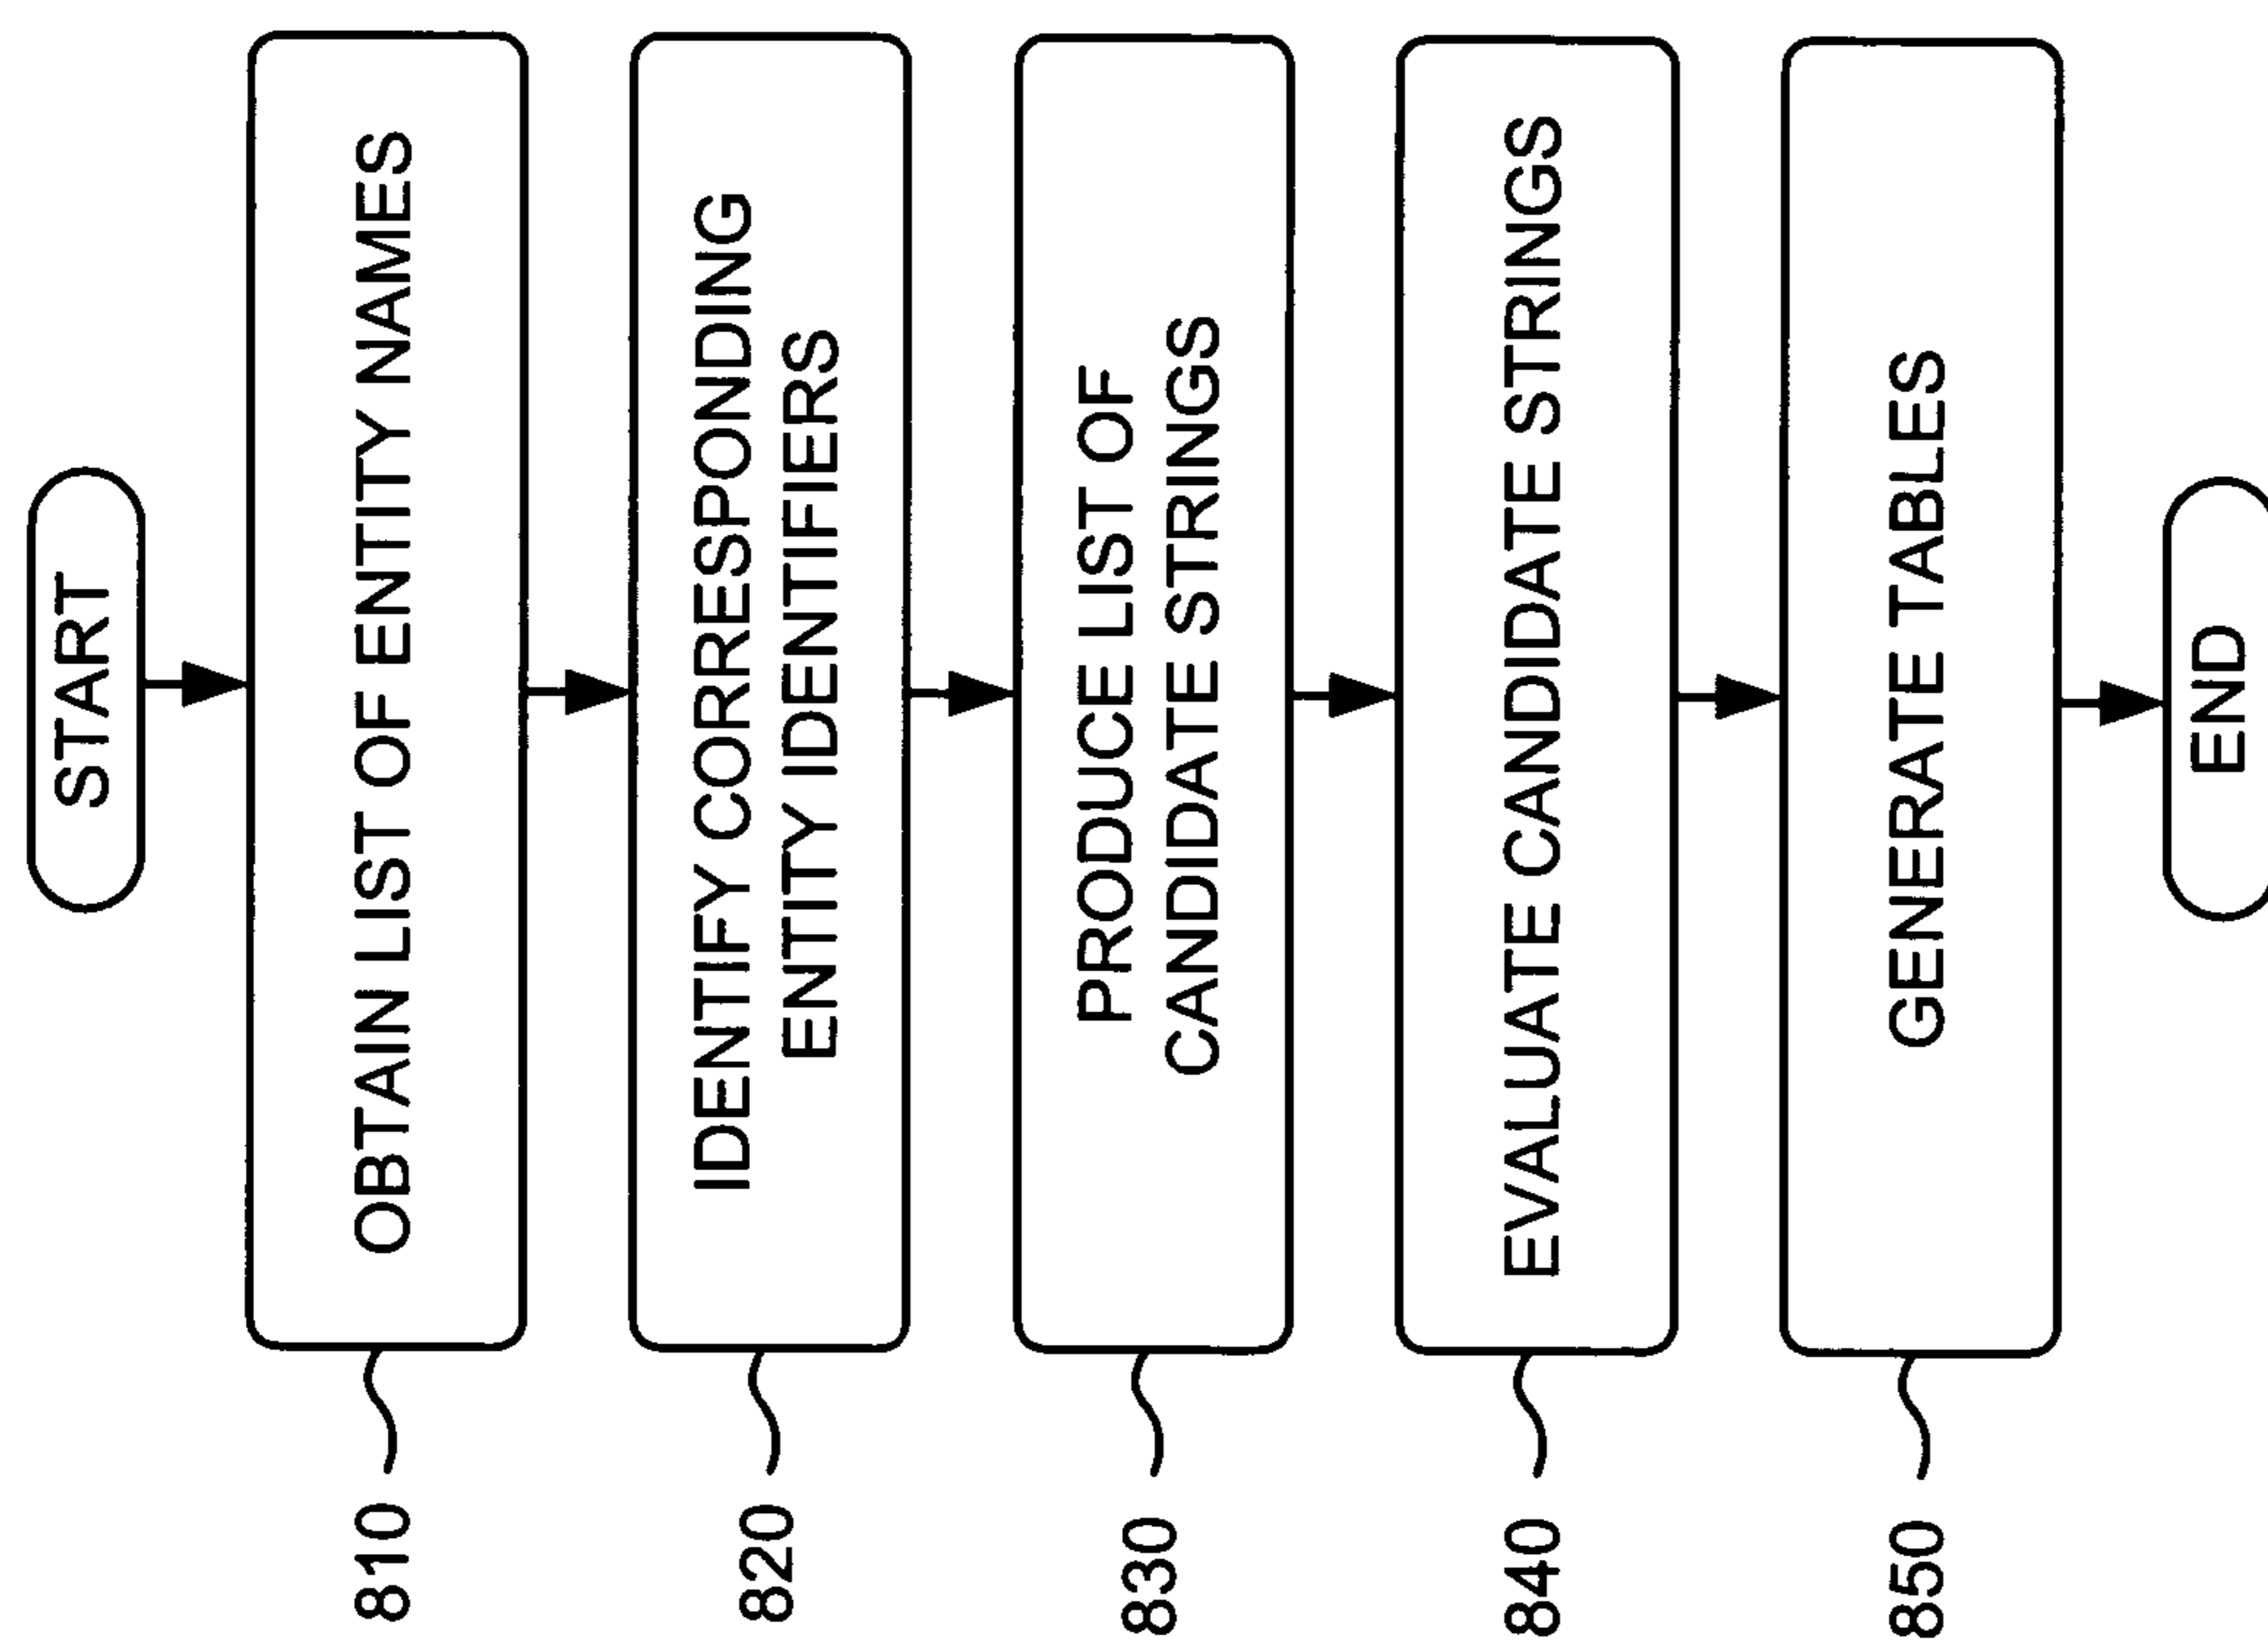 START
810
OBTAIN LIST OF ENTITY NAMES
820
IDENTIFY CORRESPONDING
ENTITY IDENTIFIERS
830
PRODUCE LIST OF
CANDIDATE STRINGS
840
EVALUATE CANDIDATE STRINGS
850
GENERATE TABLES
END